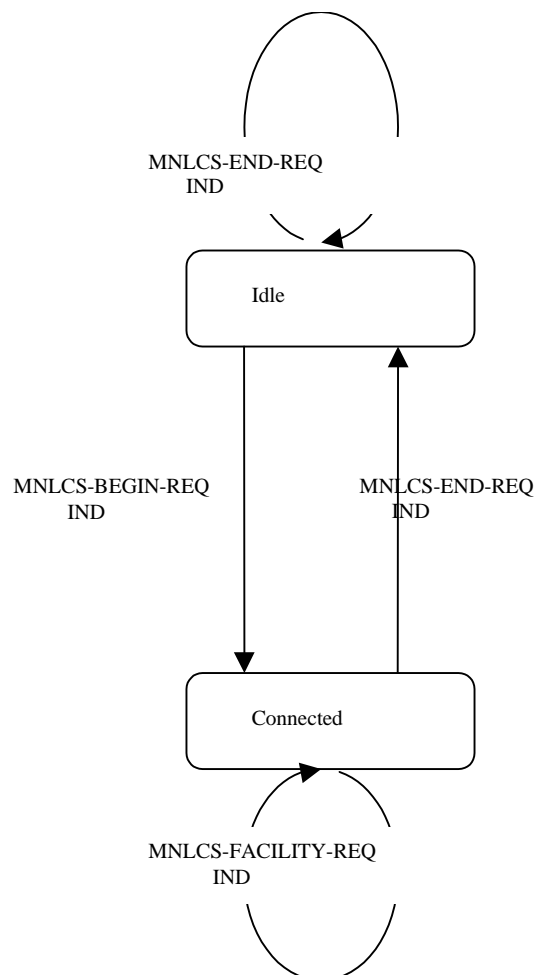 MNLCS-END-REQ
IND
Idle
MNLCS-BEGIN-REQ
IND
MNLCS-END-REQ
IND
Connected
MNLCS-FACILITY-REQ
IND